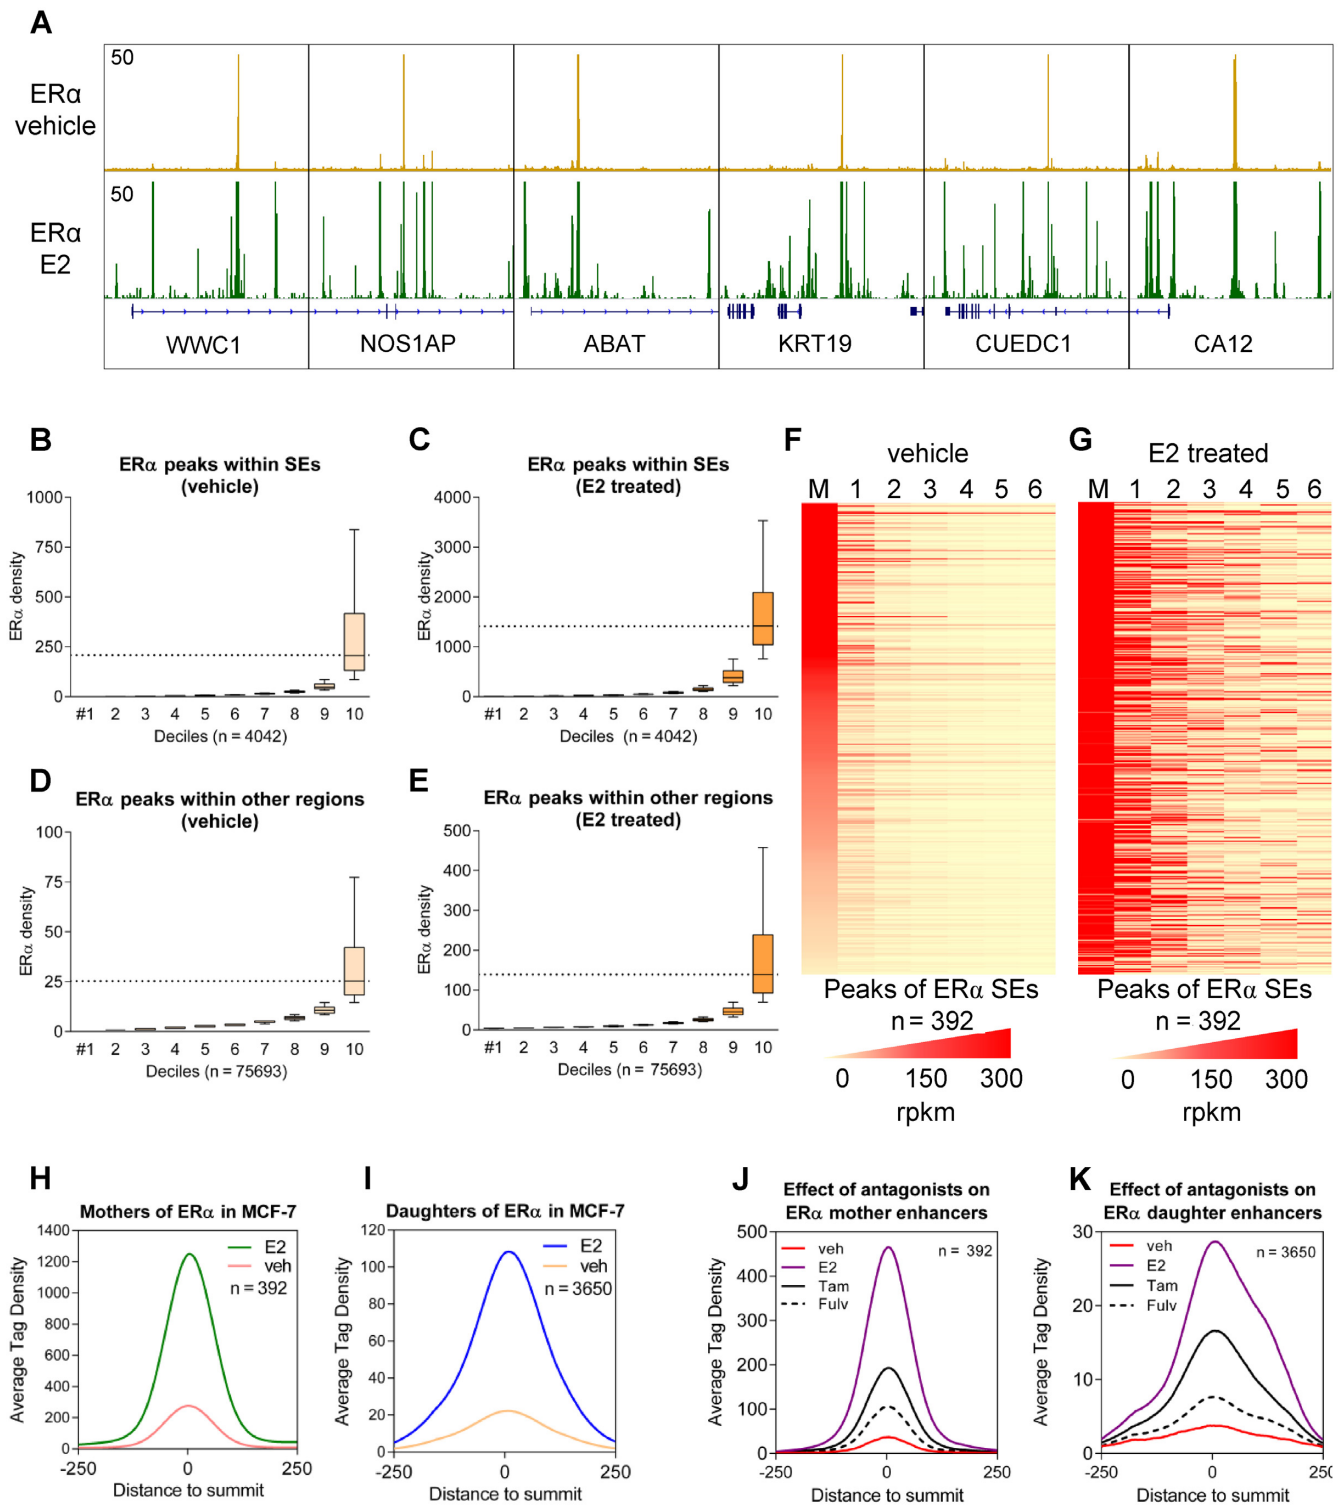 A
50
ERα
vehicle
50
ERα
E2
WWC1 NOS1AP ABAT KRT19 CUEDC1 CA12
B
ERα peaks within SEs
(vehicle)
1000
750
500
250
0
ERα density
#1 2 3 4 5 6 7 8 9 10
Deciles (n = 4042)
C
ERα peaks within SEs
(E2 treated)
4000
3000
2000
1000
0
ERα density
#1 2 3 4 5 6 7 8 9 10
Deciles (n = 4042)
D
ERα peaks within other regions
(vehicle)
100
75
50
25
0
ERα density
#1 2 3 4 5 6 7 8 9 10
Deciles (n = 75693)
E
ERα peaks within other regions
(E2 treated)
500
400
300
200
100
0
ERα density
#1 2 3 4 5 6 7 8 9 10
Deciles (n = 75693)
F
vehicle
M 1 2 3 4 5 6
Peaks of ERα SEs
n = 392
0 150 300
rpkm
G
E2 treated
M 1 2 3 4 5 6
Peaks of ERα SEs
n = 392
0 150 300
rpkm
H
Mothers of ERα in MCF-7
1400
1200
1000
800
600
400
200
0
Average Tag Density
E2
veh
n = 392
-250 0 250
Distance to summit
I
Daughters of ERα in MCF-7
120
100
80
60
40
20
0
Average Tag Density
E2
veh
n = 3650
-250 0 250
Distance to summit
J
Effect of antagonists on
ERα mother enhancers
500
400
300
200
100
0
Average Tag Density
veh
E2
Tam
Fulv
n = 392
-250 0 250
Distance to summit
K
Effect of antagonists on
ERα daughter enhancers
30
20
10
0
Average Tag Density
veh
E2
Tam
Fulv
n = 3650
-250 0 250
Distance to summit